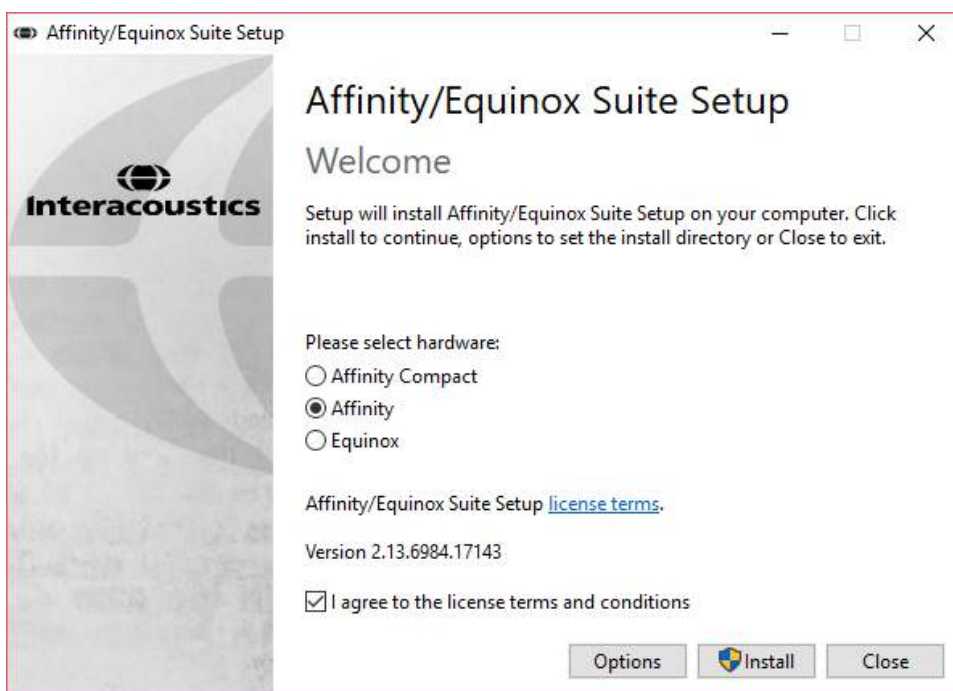 Affinity/Equinox Suite Setup
Interacoustics
Affinity/Equinox Suite Setup
Welcome
Setup will install Affinity/Equinox Suite Setup on your computer. Click
install to continue, options to set the install directory or Close to exit.
Please select hardware:
Affinity Compact
Affinity
Equinox
Affinity/Equinox Suite Setup license terms.
Version 2.13.6984.17143
I agree to the license terms and conditions
Options
Install
Close